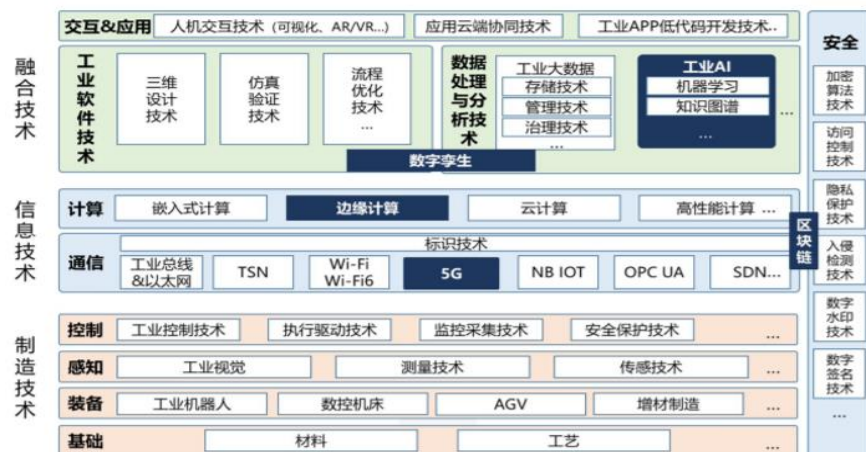 融合技术
交互&应用
人机交互技术（可视化、AR/VR...）
应用云端协同技术
工业APP低代码开发技术..
工业软件技术
三维
设计
技术
仿真
验证
技术
流程
优化
技术
...
数据
处理
与分
析技
术
工业大数据
存储技术
管理技术
治理技术
...
工业AI
机器学习
知识图谱
...
...
数字孪生
信息技术
计算
嵌入式计算
边缘计算
云计算
高性能计算 ...
通信
标识技术
工业总线
&以太网
TSN
Wi-Fi
Wi-Fi6
5G
NB IOT
OPC UA
SDN...
区块链
制造技术
控制
工业控制技术
执行驱动技术
监控采集技术
安全保护技术
...
感知
工业视觉
测量技术
传感技术
...
装备
工业机器人
数控机床
AGV
增材制造
...
基础
材料
工艺
...
安全
加密
算法
技术
访问
控制
技术
隐私
保护
技术
入侵
检测
技术
数字
水印
技术
数字
签名
技术
...